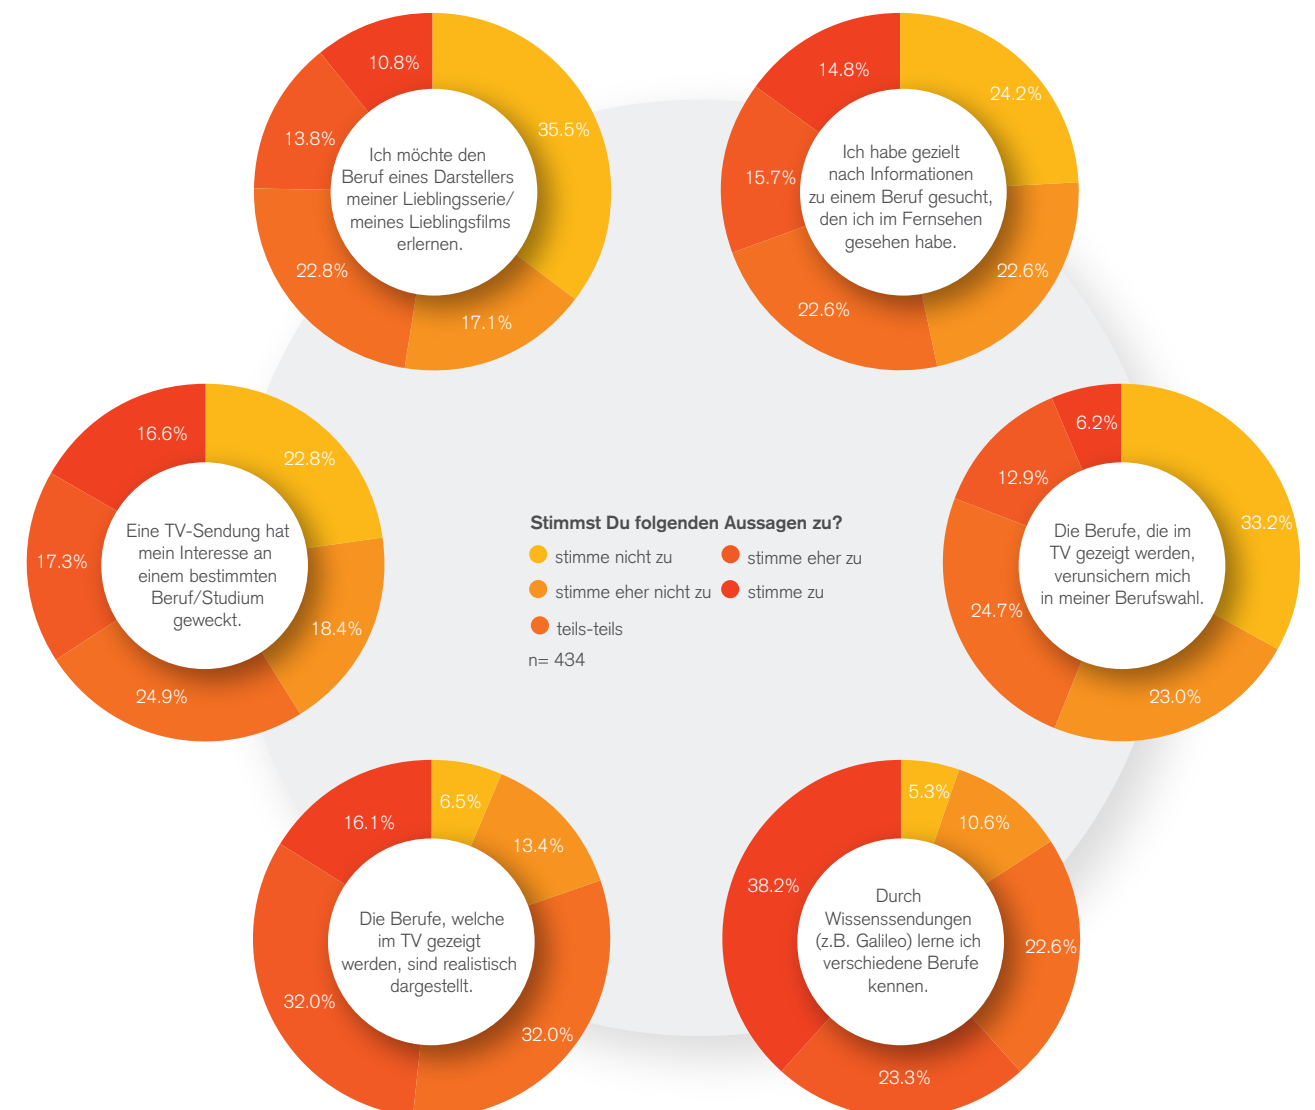 10.8%
35.5%
13.8%
22.8%
17.1%
Ich möchte den
Beruf eines Darstellers
meiner Lieblingsserie/
meines Lieblingsfilms
erlernen.
14.8%
24.2%
15.7%
22.6%
22.6%
Ich habe gezielt
nach Informationen
zu einem Beruf gesucht,
den ich im Fernsehen
gesehen habe.
16.6%
22.8%
17.3%
18.4%
24.9%
Eine TV-Sendung hat
mein Interesse an
einem bestimmten
Beruf/Studium
geweckt.
Stimmst Du folgenden Aussagen zu?
stimme nicht zu
stimme eher zu
stimme eher nicht zu
stimme zu
teils-teils
n= 434
6.2%
12.9%
33.2%
24.7%
23.0%
Die Berufe, die im
TV gezeigt werden,
verunsichern mich
in meiner Berufswahl.
6.5%
16.1%
13.4%
32.0%
32.0%
Die Berufe, welche
im TV gezeigt
werden, sind realistisch
dargestellt.
5.3%
10.6%
38.2%
22.6%
23.3%
Durch
Wissenssendungen
(z.B. Galileo) lerne ich
verschiedene Berufe
kennen.